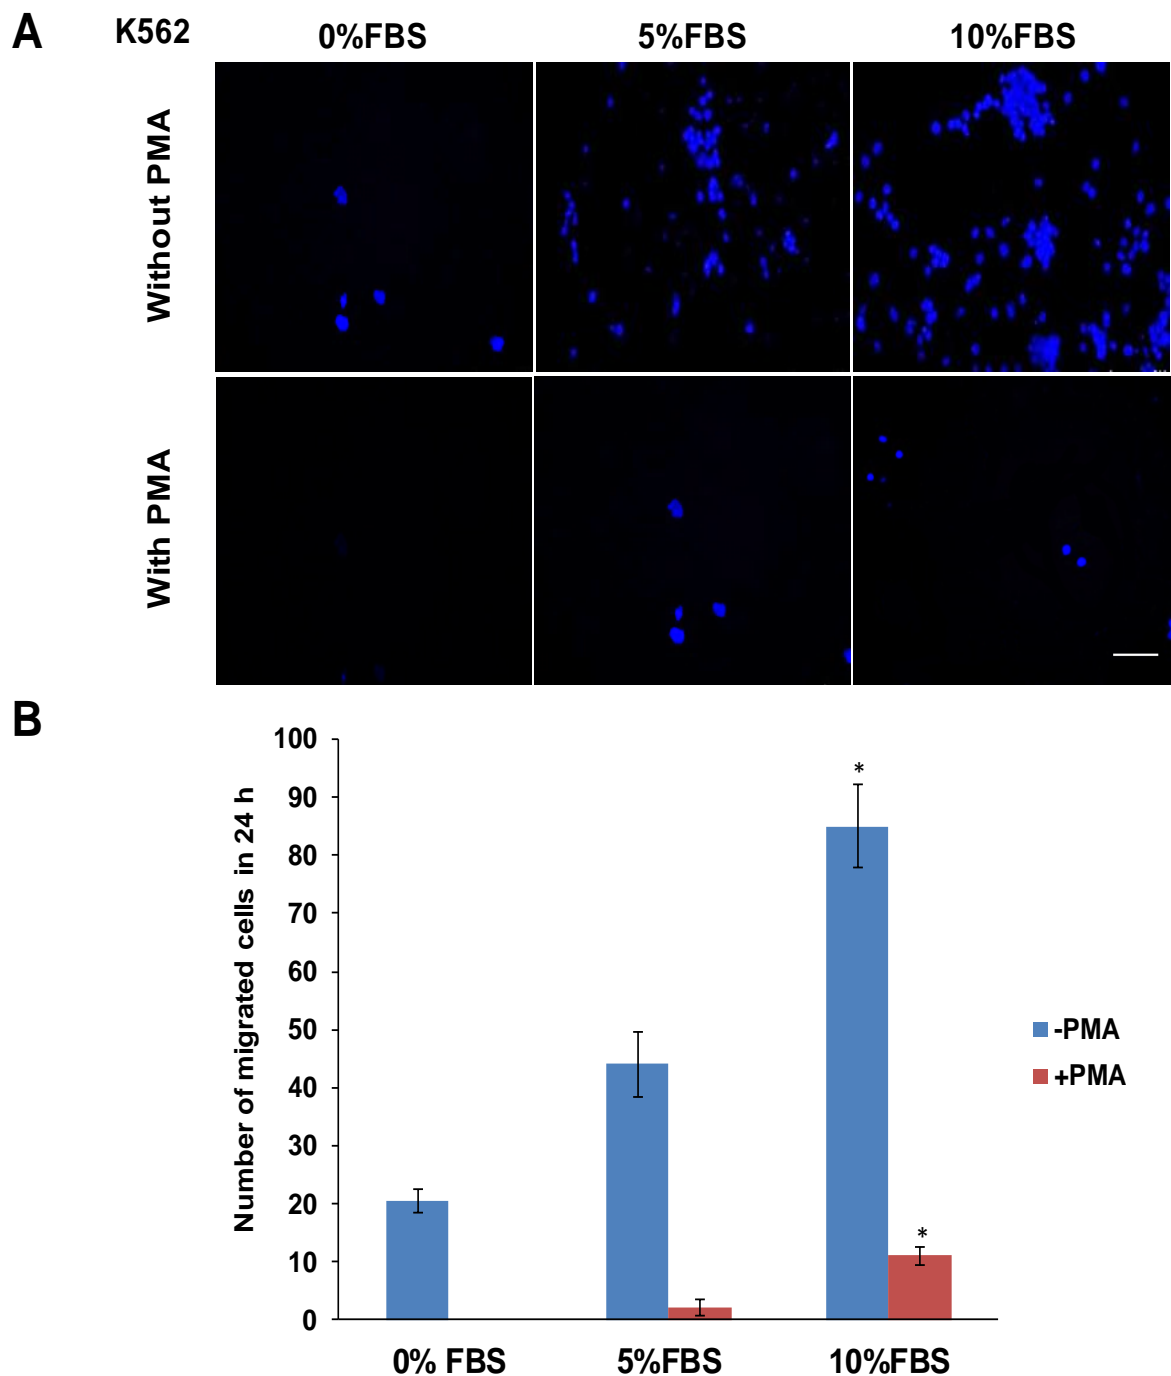 A
K562
0%FBS
5%FBS
10%FBS
Without PMA
With PMA
B
Number of migrated cells in 24 h
100
90
80
70
60
50
40
30
20
10
0
*
*
-PMA
+PMA
0% FBS
5%FBS
10%FBS